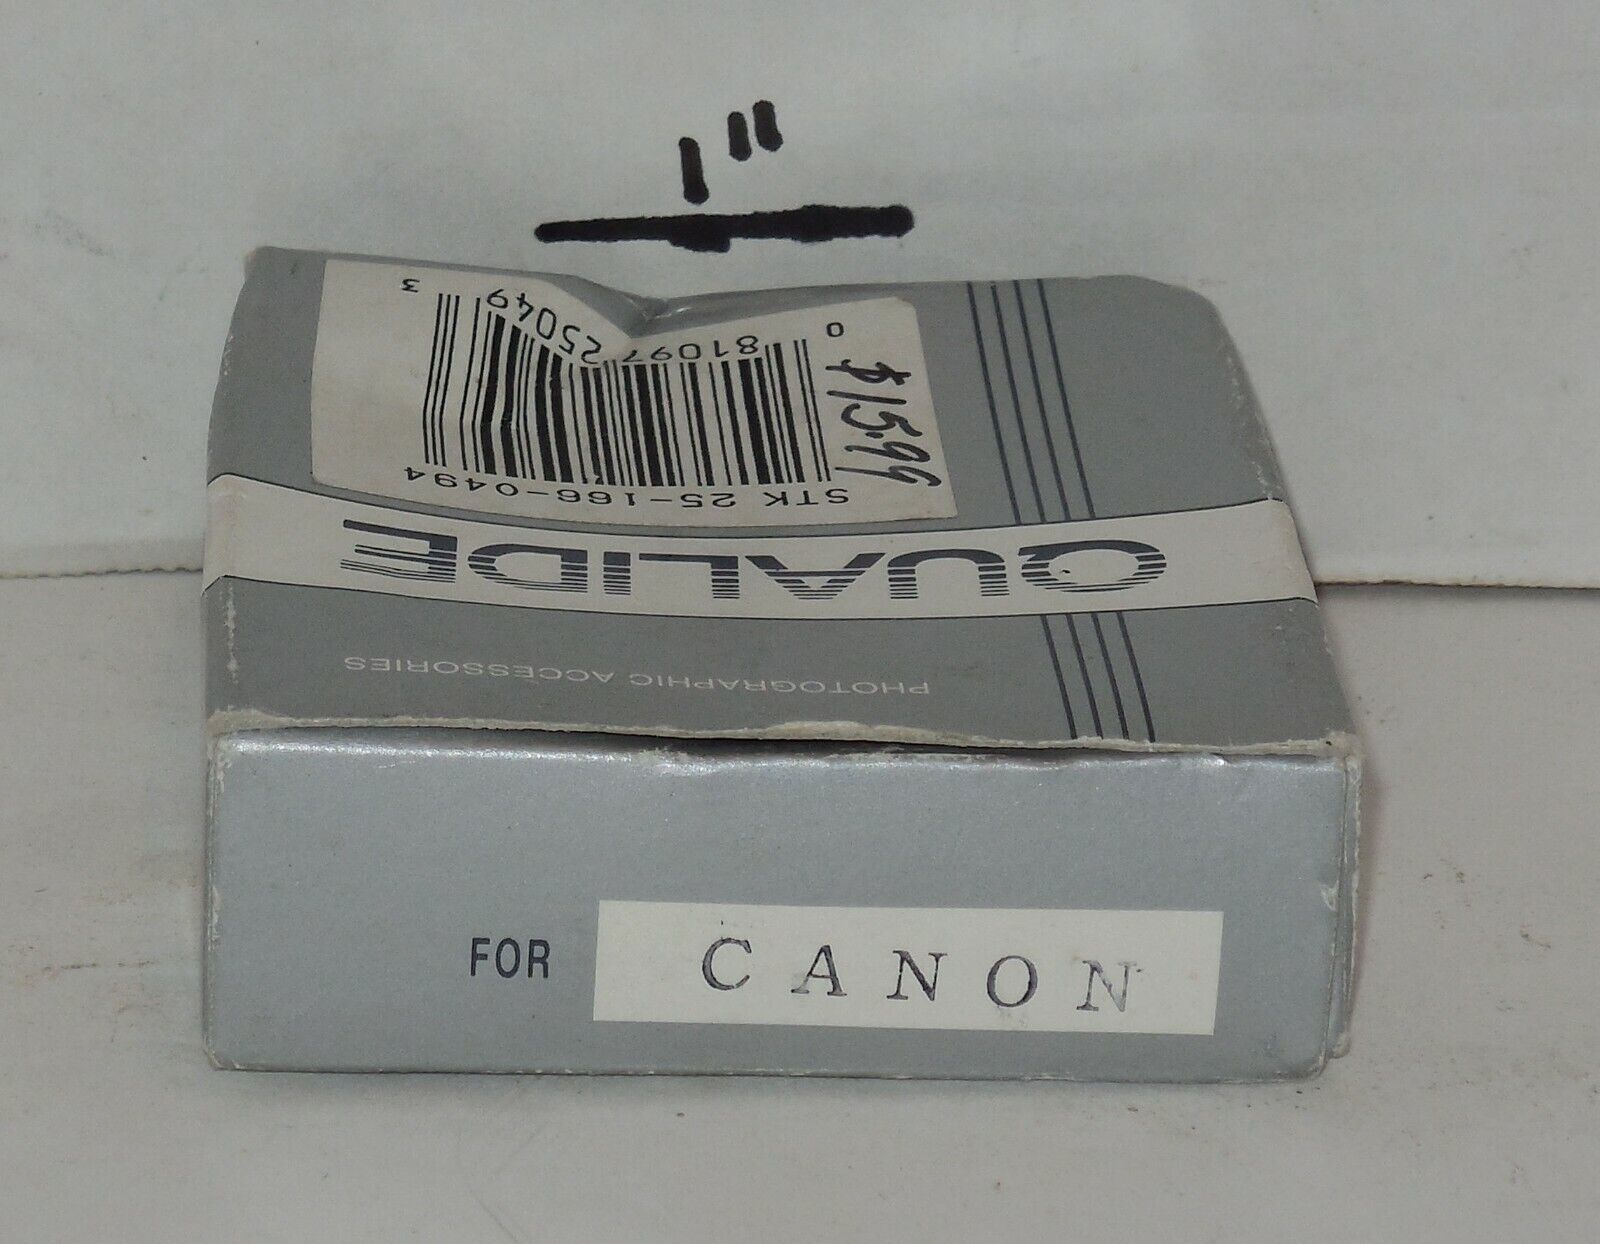 1"
STK 25-166-0494
$15.99
0 81097 25049 3
QUALIDE
PHOTOGRAPHIC ACCESSORIES
FOR CANON